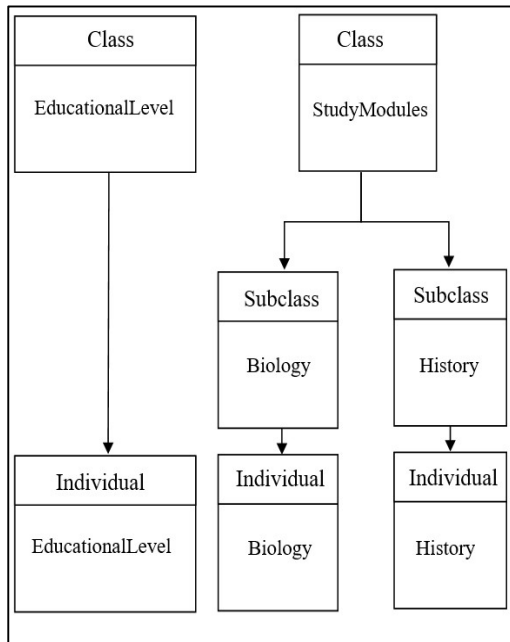 Class
EducationalLevel
Class
StudyModules
Subclass
Biology
Subclass
History
Individual
EducationalLevel
Individual
Biology
Individual
History